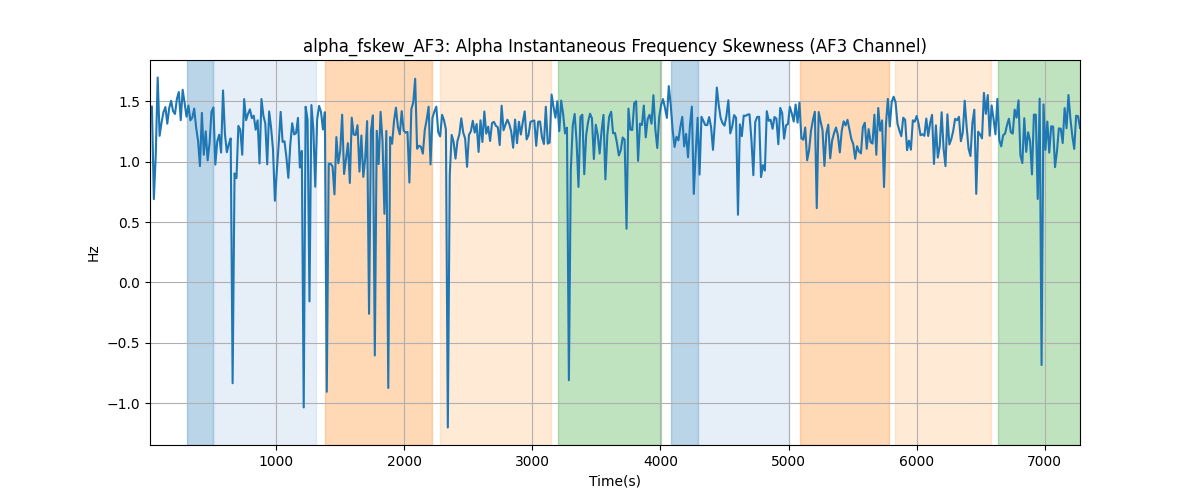 alpha_fskew_AF3: Alpha Instantaneous Frequency Skewness (AF3 Channel)
1.5
1.0
0.5
0.0
−0.5
−1.0
Hz
1000 2000 3000 4000 5000 6000 7000
Time(s)